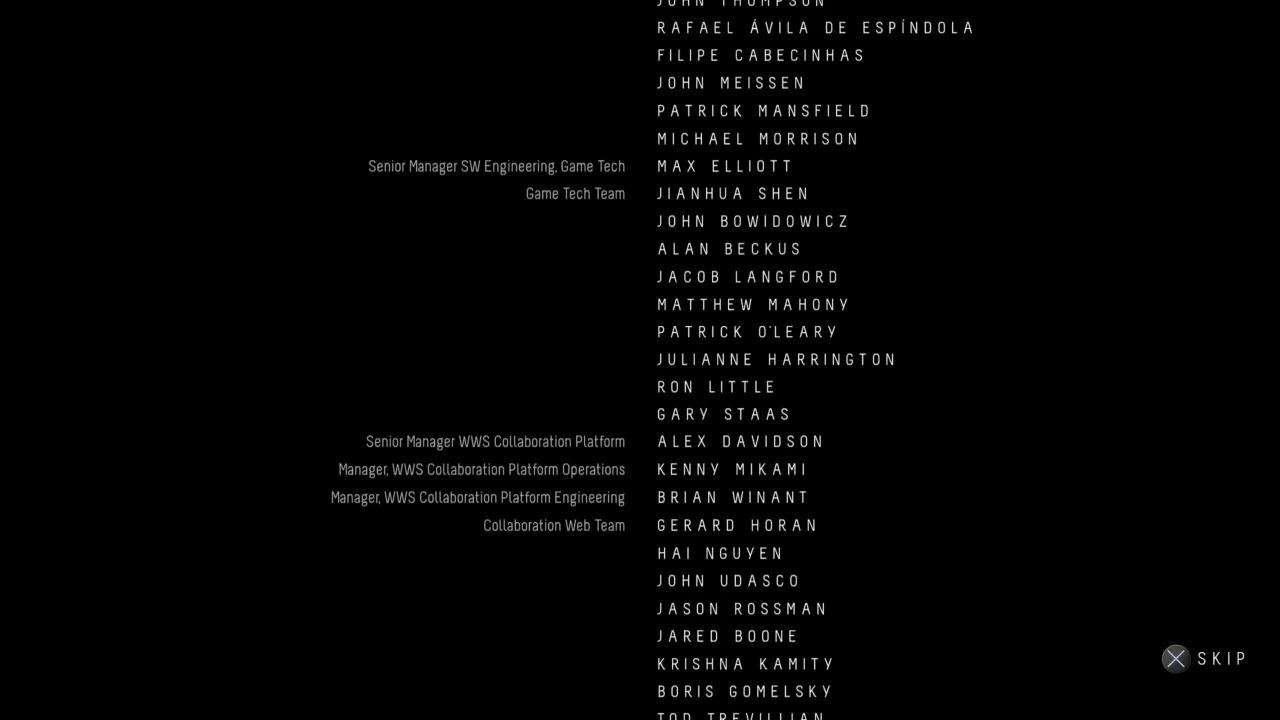 JOHN THOMPSON
RAFAEL ÁVILA DE ESPÍNDOLA
FILIPE CABECINHAS
JOHN MEISSEN
PATRICK MANSFIELD
MICHAEL MORRISON
Senior Manager SW Engineering, Game Tech MAX ELLIOTT
Game Tech Team JIANHUA SHEN
JOHN BOWIDOWICZ
ALAN BECKUS
JACOB LANGFORD
MATTHEW MAHONY
PATRICK O'LEARY
JULIANNE HARRINGTON
RON LITTLE
GARY STAAS
Senior Manager WWS Collaboration Platform ALEX DAVIDSON
Manager, WWS Collaboration Platform Operations KENNY MIKAMI
Manager, WWS Collaboration Platform Engineering BRIAN WINANT
Collaboration Web Team GERARD HORAN
HAI NGUYEN
JOHN UDASCO
JASON ROSSMAN
JARED BOONE
KRISHNA KAMITY
SKIP
BORIS GOMELSKY
TOD TREVILLIAN